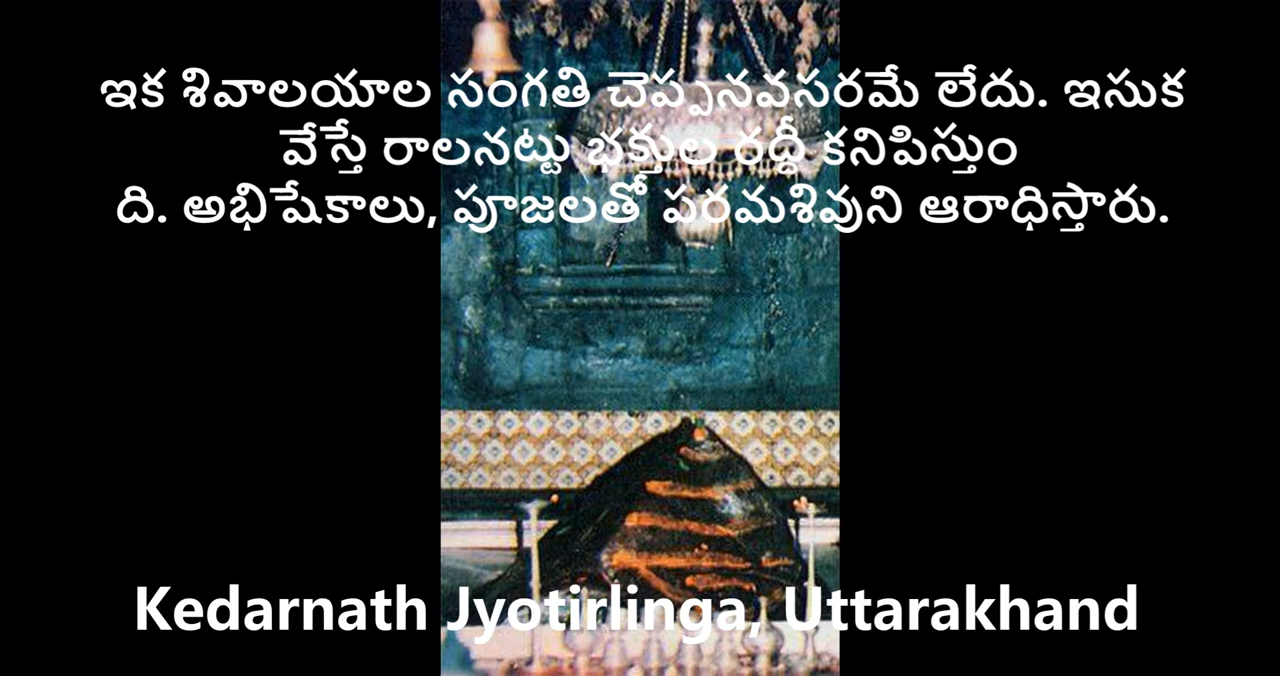 ఇక శివాలయాల సంగతి చెప్పనవసరమే లేదు. ఇసుక
వేస్తే రాలనట్టు భక్తుల రద్దీ కనిపిస్తుం
ది. అభిషేకాలు, పూజలతో పరమశివుని ఆరాధిస్తారు.
Kedarnath Jyotirlinga, Uttarakhand